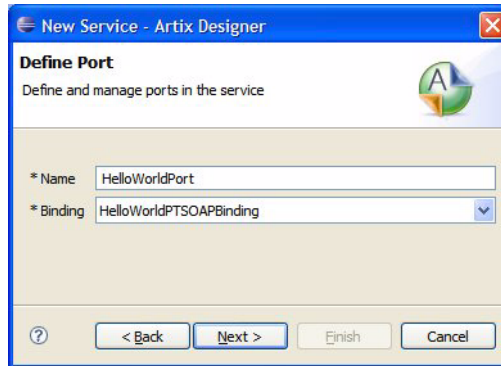 New Service - Artix Designer
Define Port
Define and manage ports in the service
A
* Name HelloWorldPort
* Binding HelloWorldPTSOAPBinding
? < Back Next > Finish Cancel